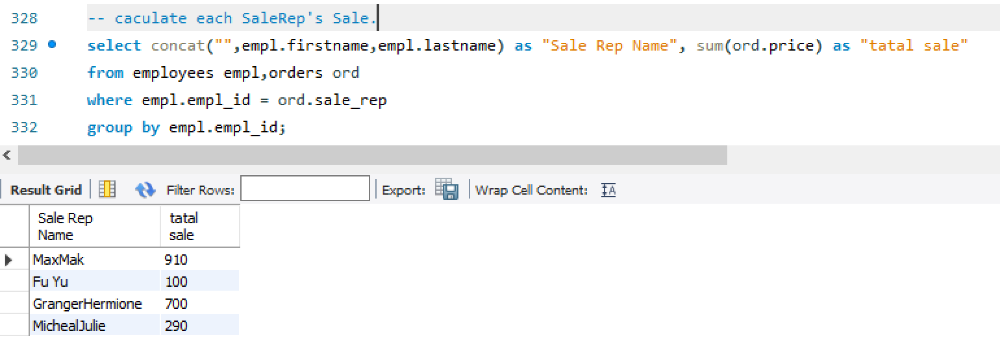 328 -- caculate each SaleRep's Sale.
329 select concat("",empl.firstname,empl.lastname) as "Sale Rep Name", sum(ord.price) as "tatal sale"
330 from employees empl,orders ord
331 where empl.empl_id = ord.sale_rep
332 group by empl.empl_id;
Result Grid Filter Rows: Export: Wrap Cell Content: IA
Sale Rep tatal
Name sale
MaxMak 910
Fu Yu 100
GrangerHermione 700
MichealJulie 290